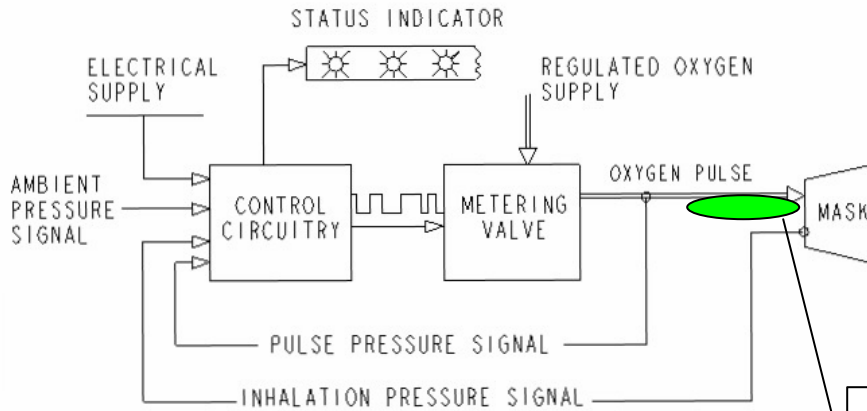 STATUS INDICATOR
ELECTRICAL
SUPPLY
REGULATED OXYGEN
SUPPLY
AMBIENT
PRESSURE
SIGNAL
CONTROL
CIRCUITRY
METERING
VALVE
OXYGEN PULSE
MASK
PULSE PRESSURE SIGNAL
INHALATION PRESSURE SIGNAL